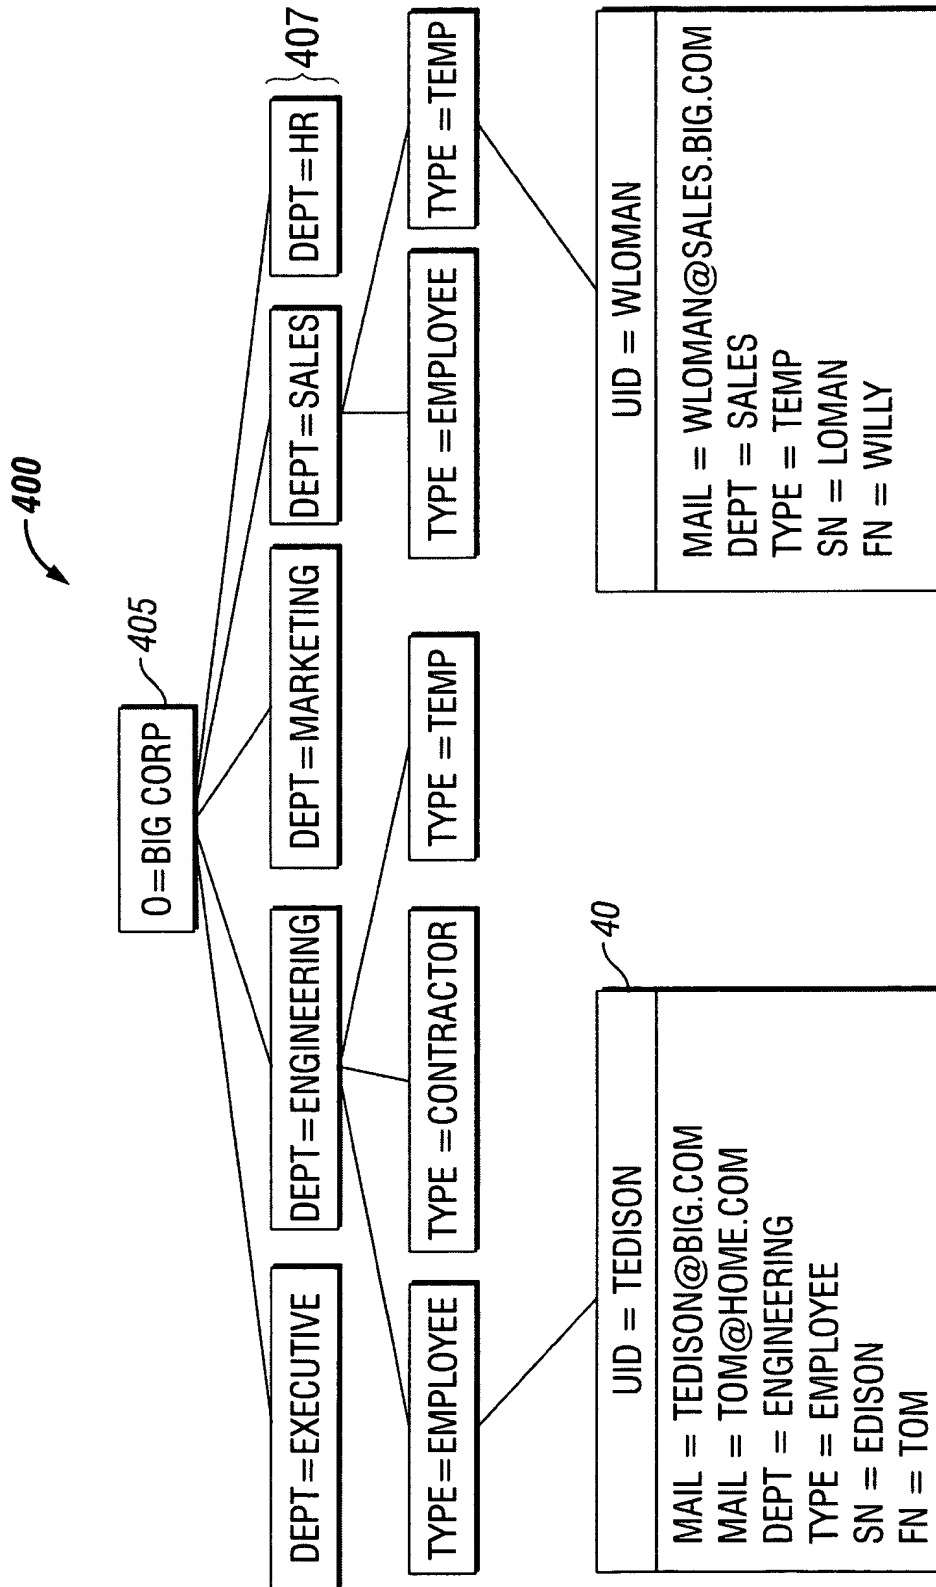 400
O=BIG CORP
405
DEPT=EXECUTIVE
DEPT=ENGINEERING
DEPT=MARKETING
DEPT=SALES
DEPT=HR
407
TYPE=EMPLOYEE
TYPE =CONTRACTOR
TYPE =TEMP
TYPE =EMPLOYEE
TYPE =TEMP
40
UID = TEDISON
MAIL = TEDISON@BIG.COM
MAIL = TOM@HOME.COM
DEPT = ENGINEERING
TYPE = EMPLOYEE
SN = EDISON
FN = TOM
UID = WLOMAN
MAIL = WLOMAN@SALES.BIG.COM
DEPT = SALES
TYPE = TEMP
SN = LOMAN
FN = WILLY